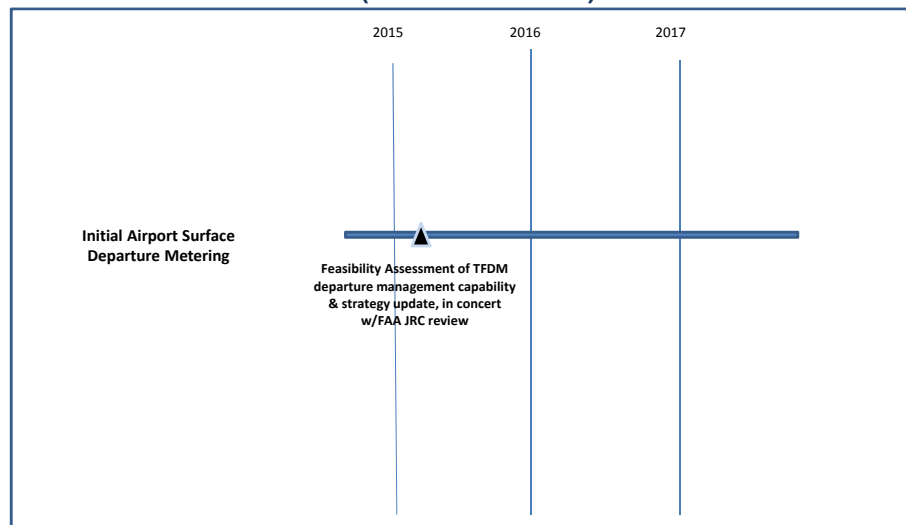 2015
2016
2017
Initial Airport Surface
Departure Metering
Feasibility Assessment of TFDM
departure management capability
& strategy update, in concert
w/FAA JRC review